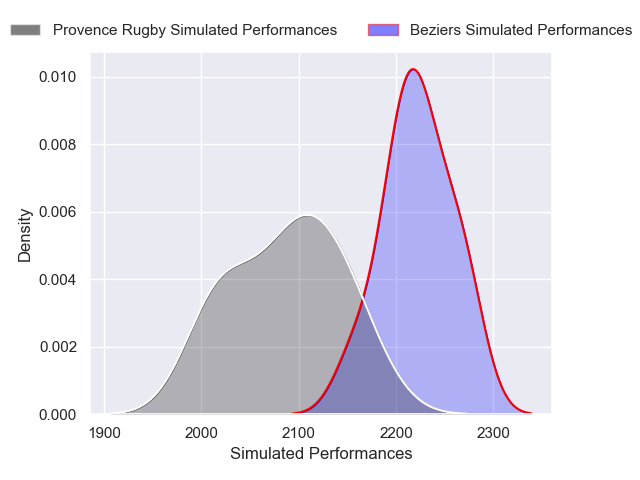 Provence Rugby Simulated Performances Beziers Simulated Performances
0.010
0.008
0.006
0.004
0.002
0.000
Density
1900 2000 2100 2200 2300
Simulated Performances